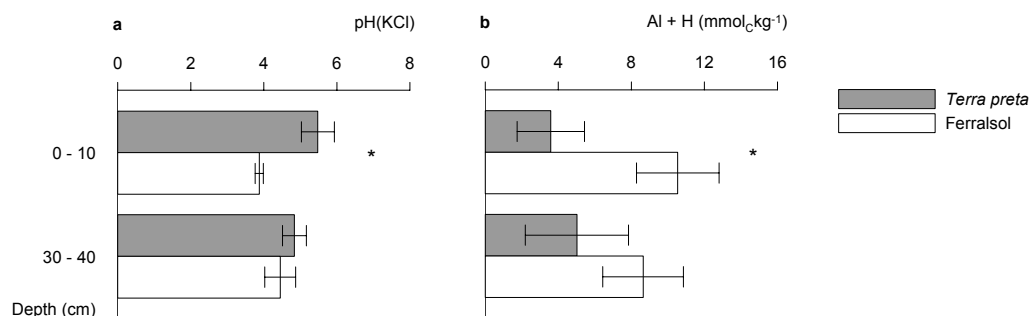 a pH(KCl)
b Al + H (mmolCkg-1)
0 2 4 6 8
0 4 8 12 16
Terra preta
Ferralsol
0 - 10
*
*
30 - 40
Depth (cm)